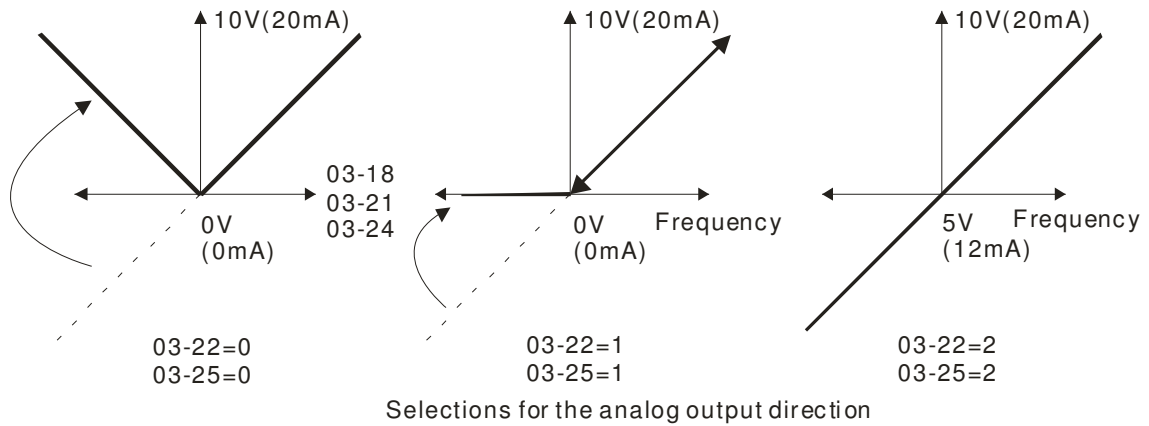 10V(20mA)
03-18
03-21
03-24
0V
(0mA)
03-22=0
03-25=0
10V(20mA)
0V
(0mA)
Frequency
03-22=1
03-25=1
10V(20mA)
5V
(12mA)
Frequency
03-22=2
03-25=2
Selections for the analog output direction